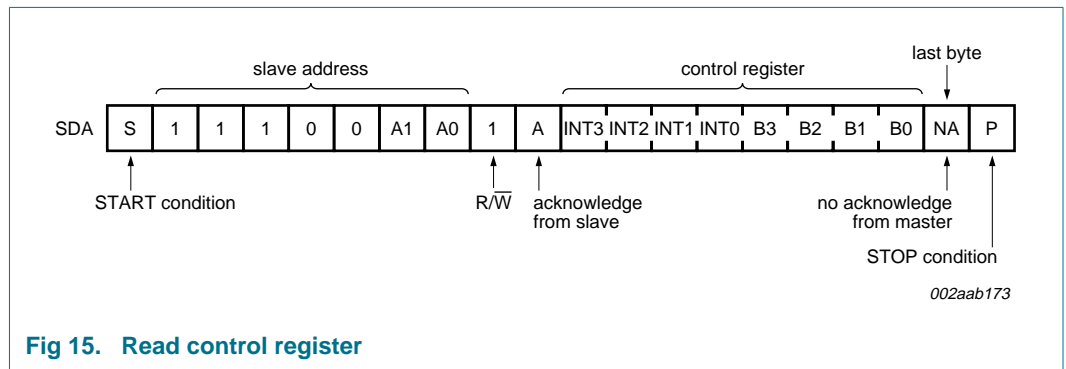 last byte
slave address control register
SDA S 1 1 1 0 0 A1 A0 1 A INT3 INT2 INT1 INT0 B3 B2 B1 B0 NA P
START condition R/W̅ acknowledge from slave no acknowledge from master
STOP condition
002aab173
Fig 15. Read control register